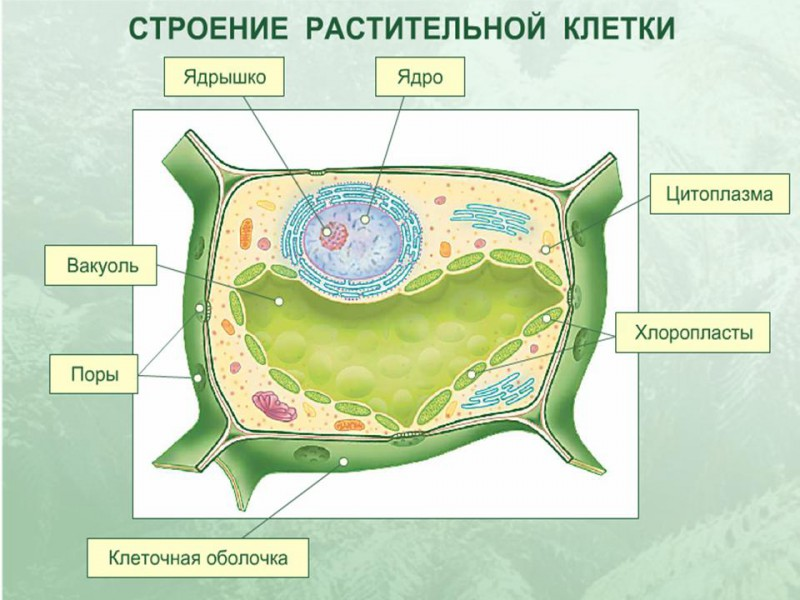 СТРОЕНИЕ РАСТИТЕЛЬНОЙ КЛЕТКИ
Ядрышко
Ядро
Цитоплазма
Вакуоль
Хлоропласты
Поры
Клеточная оболочка